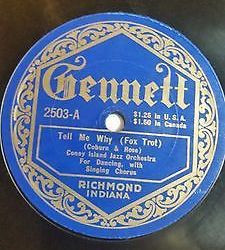 Gennett
2503-A
$1.25 in U.S.A.
$1.50 in Canada
Tell Me Why (Fox Trot)
(Coburn & Rose)
Coney Island Jazz Orchestra
For Dancing, with
Singing Chorus
RICHMOND
INDIANA